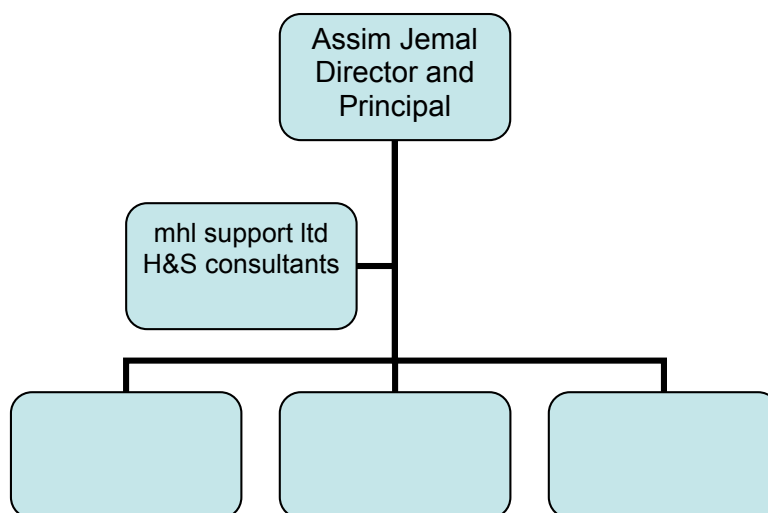 Assim Jemal
Director and
Principal
mhl support ltd
H&S consultants